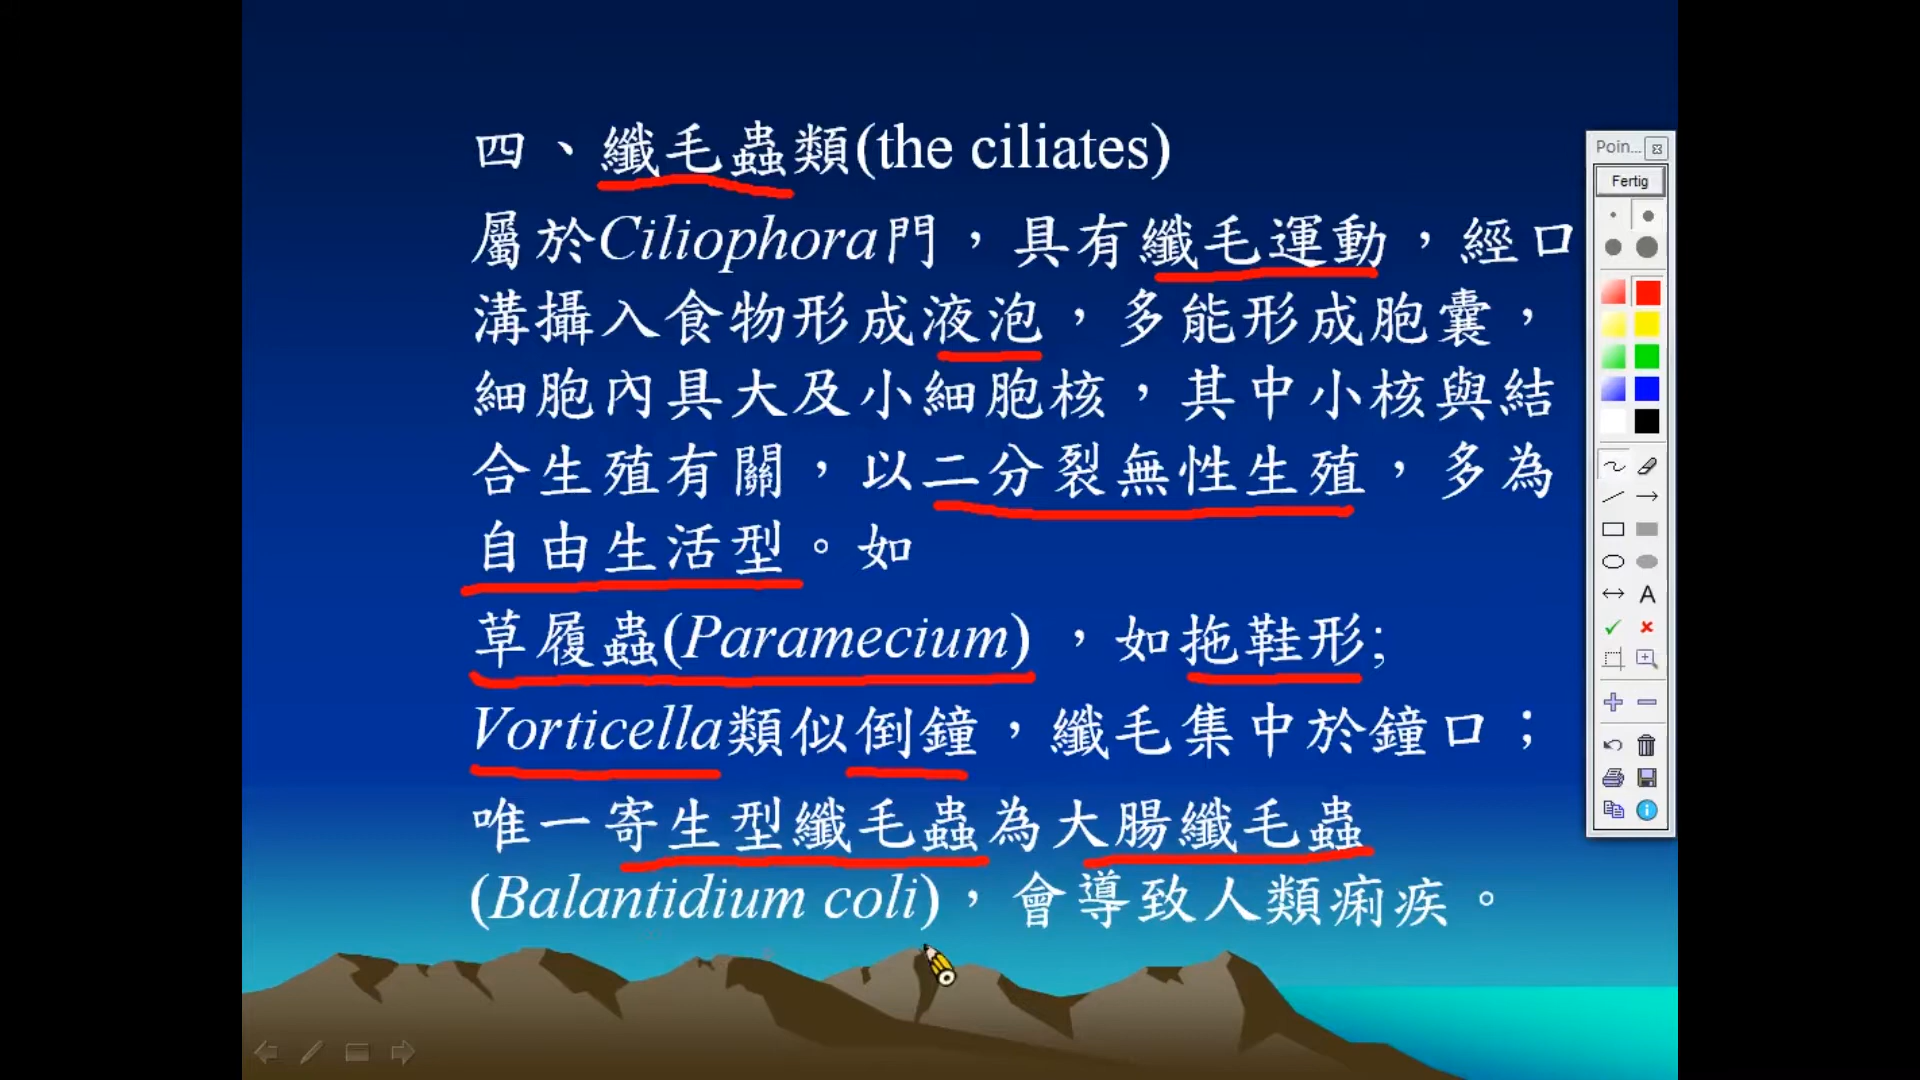 四、纖毛蟲類(the ciliates)
屬於Ciliophora門，具有纖毛運動，經口
溝攝入食物形成液泡，多能形成胞囊，
細胞內具大及小細胞核，其中小核與結
合生殖有關，以二分裂無性生殖，多為
自由生活型。如
草履蟲(Paramecium)，如拖鞋形;
Vorticella類似倒鐘，纖毛集中於鐘口；
唯一寄生型纖毛蟲為大腸纖毛蟲
(Balantidium coli)，會導致人類痢疾。
Poin...
Fertig
A